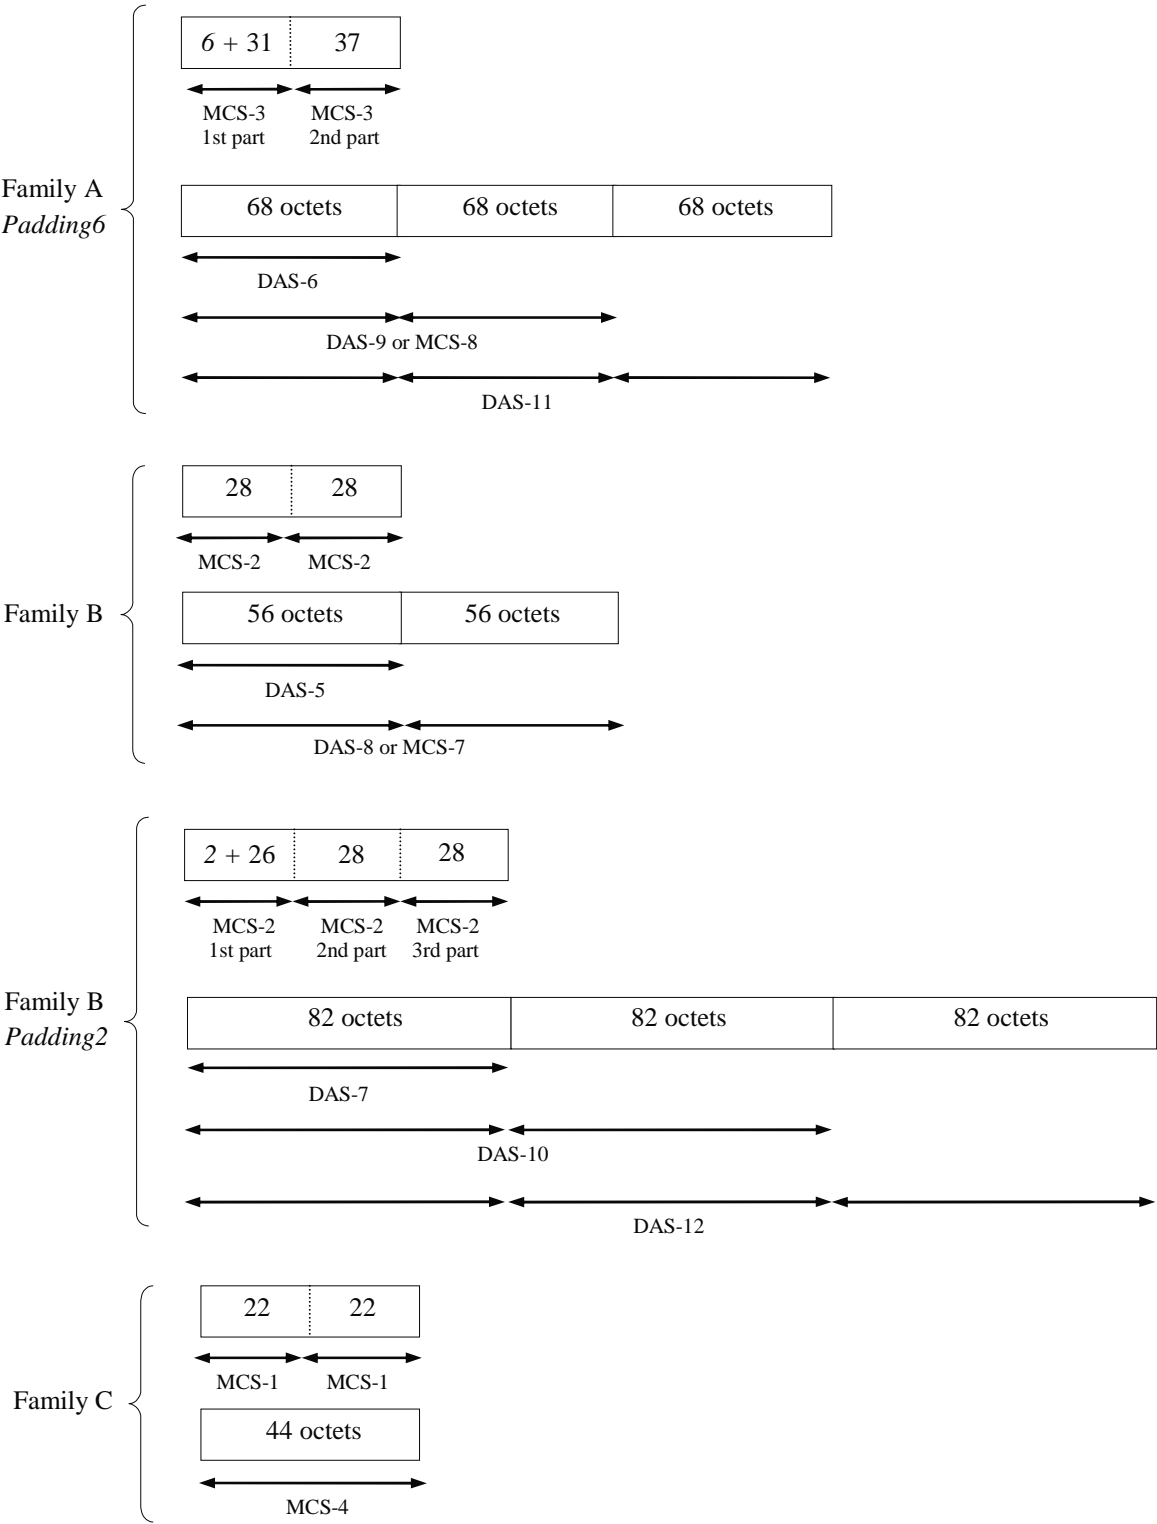 6 + 31 37
MCS-3 MCS-3
1st part 2nd part
Family A
Padding6
68 octets 68 octets 68 octets
DAS-6
DAS-9 or MCS-8
DAS-11
28 28
MCS-2 MCS-2
Family B
56 octets 56 octets
DAS-5
DAS-8 or MCS-7
2 + 26 28 28
MCS-2 MCS-2 MCS-2
1st part 2nd part 3rd part
Family B
Padding2
82 octets 82 octets 82 octets
DAS-7
DAS-10
DAS-12
22 22
MCS-1 MCS-1
Family C
44 octets
MCS-4